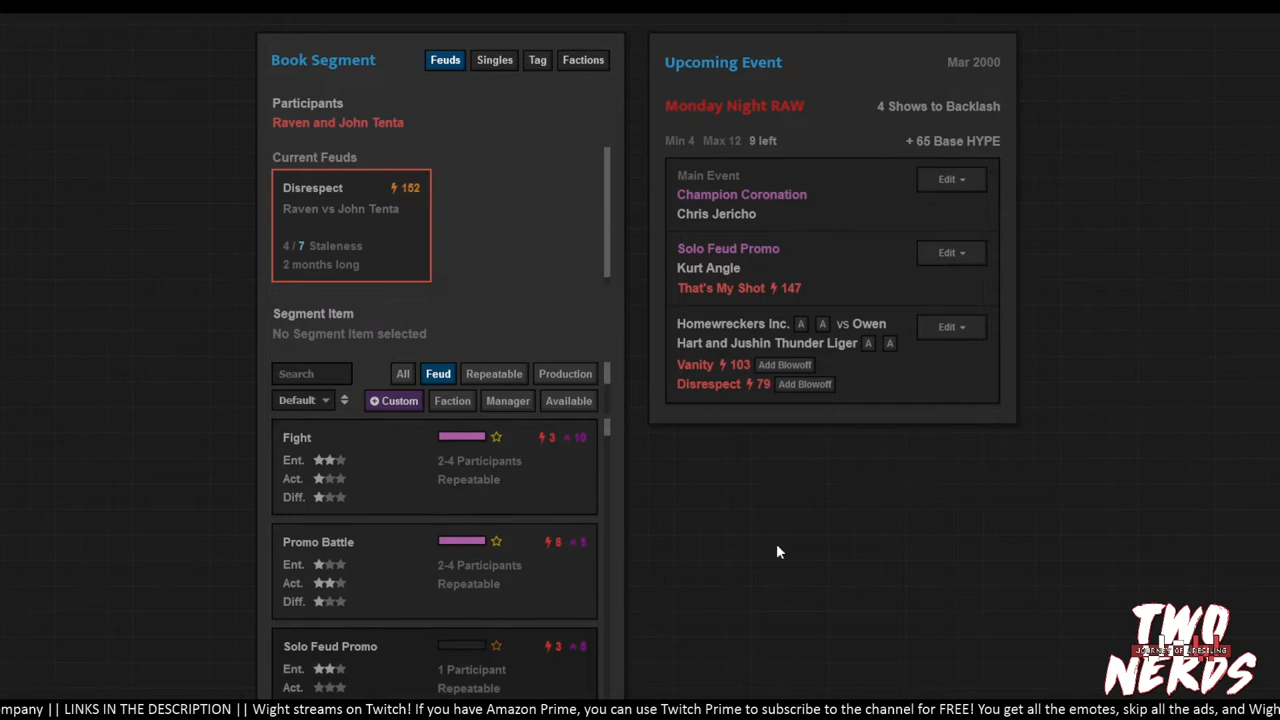 Book Segment
Feuds Singles Tag Factions
Participants
Raven and John Tenta
Current Feuds
Disrespect 152
Raven vs John Tenta
4 / 7 Staleness
2 months long
Segment Item
No Segment Item selected
Search All Feud Repeatable Production
Default Custom Faction Manager Available
Fight 3 10
Ent. 2-4 Participants
Act. Repeatable
Diff.
Promo Battle 8 5
Ent. 2-4 Participants
Act. Repeatable
Diff.
Solo Feud Promo 3 5
Ent. 1 Participant
Act. Repeatable
Upcoming Event Mar 2000
Monday Night RAW 4 Shows to Backlash
Min 4 Max 12 9 left + 65 Base HYPE
Main Event Edit
Champion Coronation
Chris Jericho
Solo Feud Promo Edit
Kurt Angle
That's My Shot 147
Homewreckers Inc. A A vs Owen Edit
Hart and Jushin Thunder Liger A A
Vanity 103 Add Blowoff
Disrespect 79 Add Blowoff
TWO
JOURNEY OF WRESTLING
NERDS
ompany || LINKS IN THE DESCRIPTION || Wight streams on Twitch! If you have Amazon Prime, you can use Twitch Prime to subscribe to the channel for FREE! You get all the emotes, skip all the ads, and Wigh